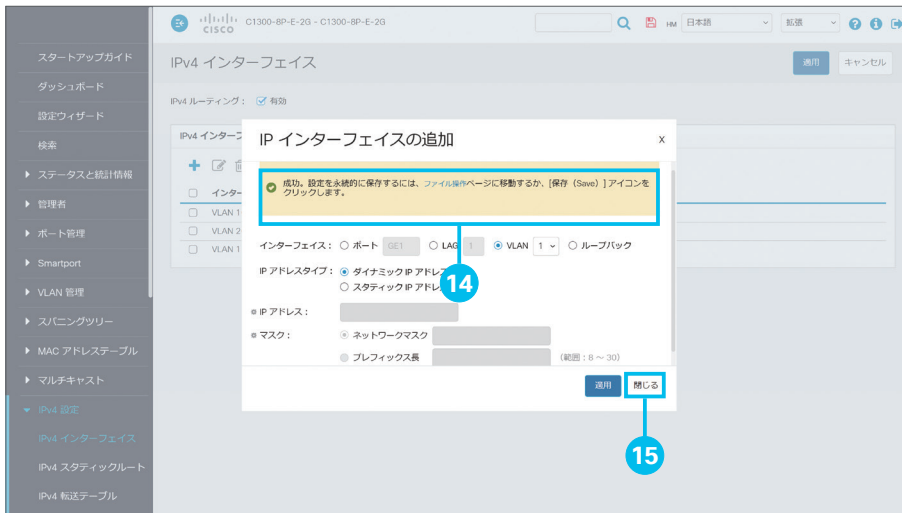 CISCO
C1300-8P-E-2G - C1300-8P-E-2G
HM
日本語
拡張
スタートアップガイド
ダッシュボード
設定ウィザード
検索
ステータスと統計情報
管理者
ポート管理
Smartport
VLAN 管理
スパニングツリー
MAC アドレステーブル
マルチキャスト
IPv4 設定
IPv4 インターフェイス
IPv4 スタティックルート
IPv4 転送テーブル
IPv4 インターフェイス
適用
キャンセル
IPv4 ルーティング： 有効
IPv4 インターフ
インター
VLAN 1
VLAN 2
VLAN 1
IP インターフェイスの追加
x
成功。設定を永続的に保存するには、ファイル操作ページに移動するか、[保存（Save）] アイコンを
クリックします。
インターフェイス： ポート GE1 LAG 1 VLAN 1 ループバック
IP アドレスタイプ： ダイナミック IP アドレス
スタティック IP アドレ
IP アドレス：
マスク： ネットワークマスク
プレフィックス長 （範囲：8 ～ 30）
適用
閉じる
14
15